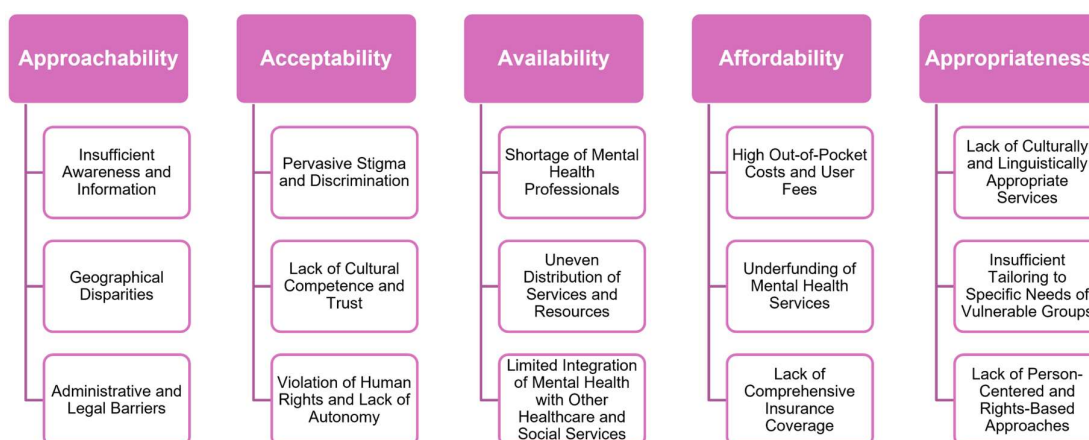 Approachability
Insufficient
Awareness and
Information
Geographical
Disparities
Administrative and
Legal Barriers
Acceptability
Pervasive Stigma
and Discrimination
Lack of Cultural
Competence and
Trust
Violation of Human
Rights and Lack of
Autonomy
Availability
Shortage of Mental
Health
Professionals
Uneven
Distribution of
Services and
Resources
Limited Integration
of Mental Health
with Other
Healthcare and
Social Services
Affordability
High Out-of-Pocket
Costs and User
Fees
Underfunding of
Mental Health
Services
Lack of
Comprehensive
Insurance
Coverage
Appropriateness
Lack of Culturally
and Linguistically
Appropriate
Services
Insufficient
Tailoring to
Specific Needs of
Vulnerable Groups
Lack of Person-
Centered and
Rights-Based
Approaches